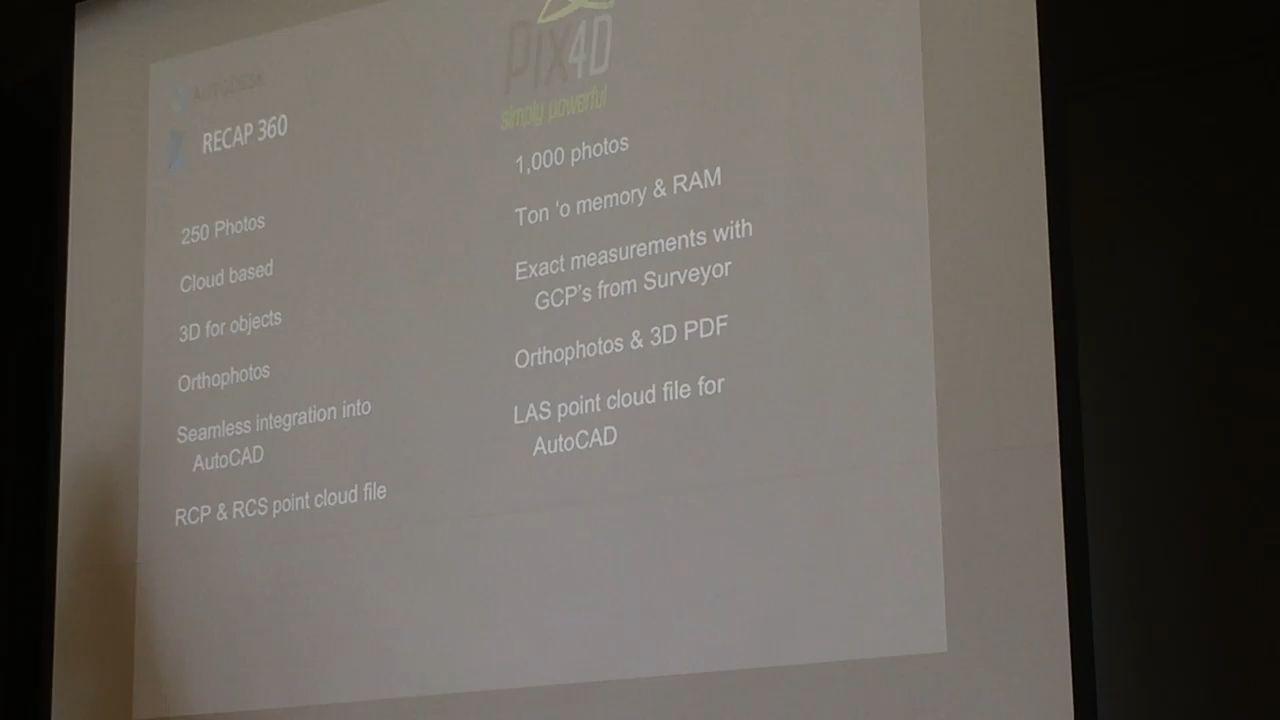 AUTODESK
RECAP 360
250 Photos
Cloud based
3D for objects
Orthophotos
Seamless integration into
AutoCAD
RCP & RCS point cloud file
Pix4D
simply powerful
1,000 photos
Ton ‘o memory & RAM
Exact measurements with
GCP's from Surveyor
Orthophotos & 3D PDF
LAS point cloud file for
AutoCAD